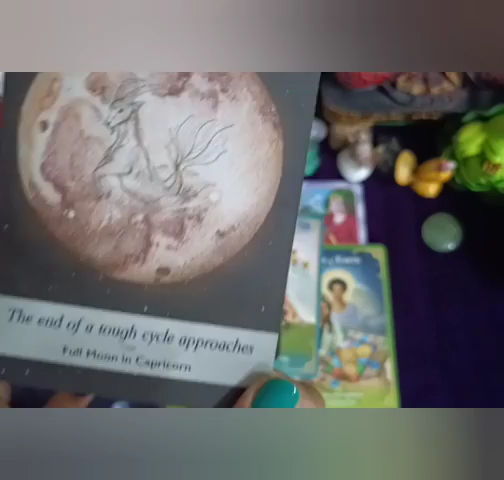 The end of a tough cycle approaches
Full Moon in Capricorn